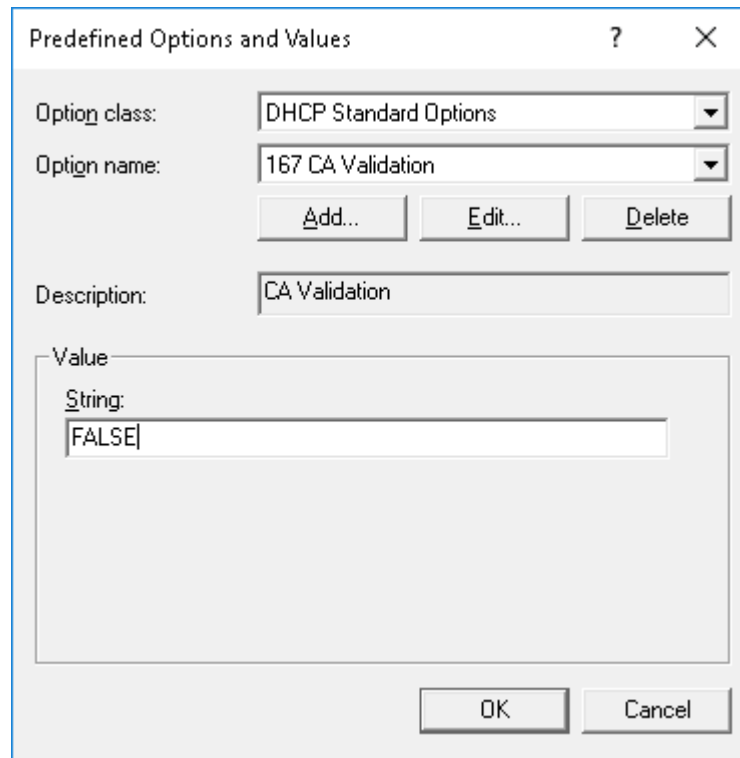 Predefined Options and Values ? ×
Option class: DHCP Standard Options
Option name: 167 CA Validation
Add... Edit... Delete
Description: CA Validation
Value
String:
FALSE
OK Cancel